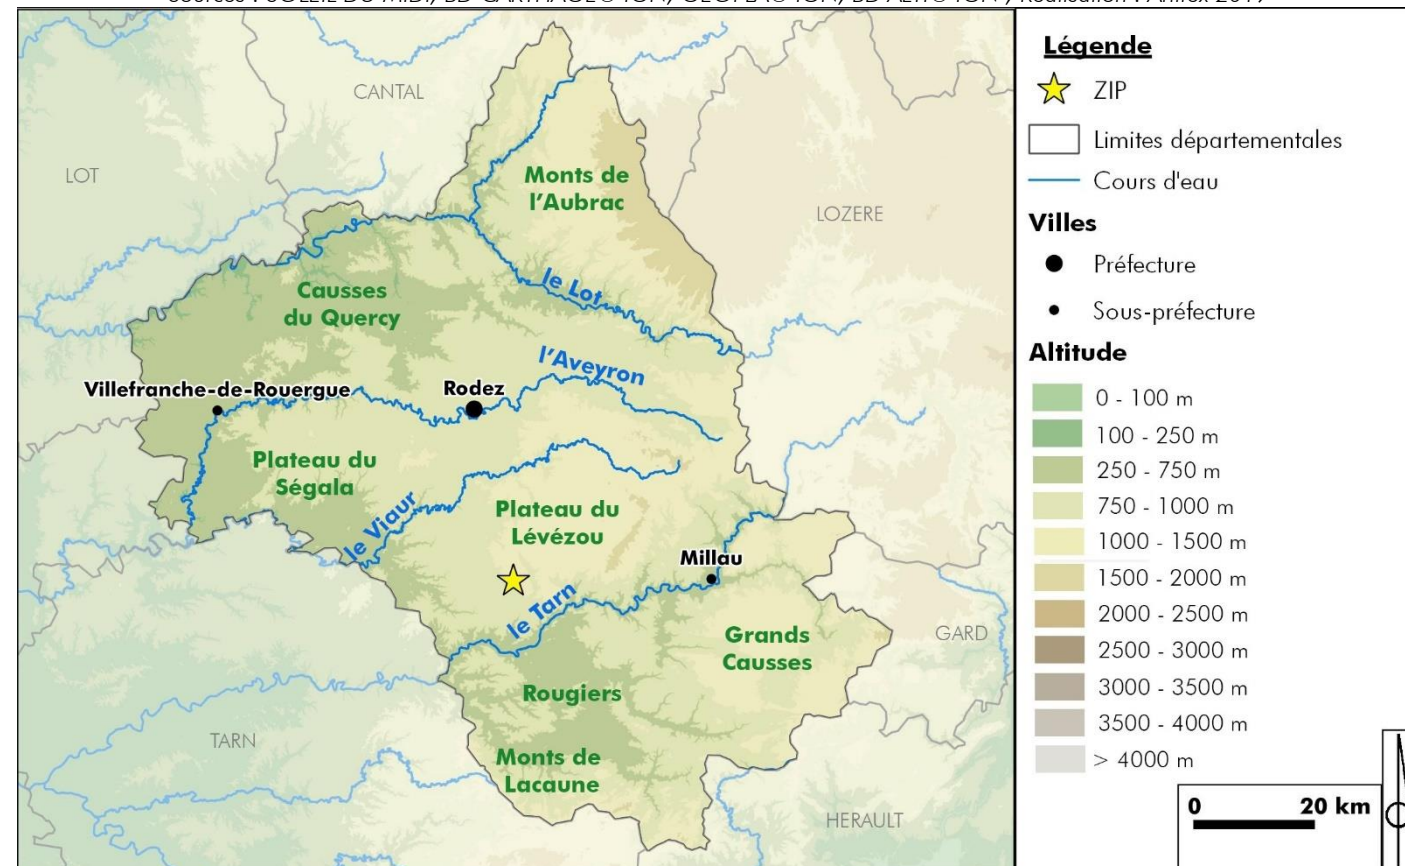 CANTAL
LOT
Monts de
l'Aubrac
LOZERE
Causses
du Quercy
le Lot
l'Aveyron
Villefranche-de-Rouergue
Rodez
Plateau du
Ségala
le Viaur
Plateau du
Lévézou
Millau
le Tarn
Grands
Causses
GARD
Rougiers
TARN
Monts de
Lacaune
HERAULT
Légende
ZIP
Limites départementales
Cours d'eau
Villes
Préfecture
Sous-préfecture
Altitude
0 - 100 m
100 - 250 m
250 - 750 m
750 - 1000 m
1000 - 1500 m
1500 - 2000 m
2000 - 2500 m
2500 - 3000 m
3000 - 3500 m
3500 - 4000 m
> 4000 m
0 20 km